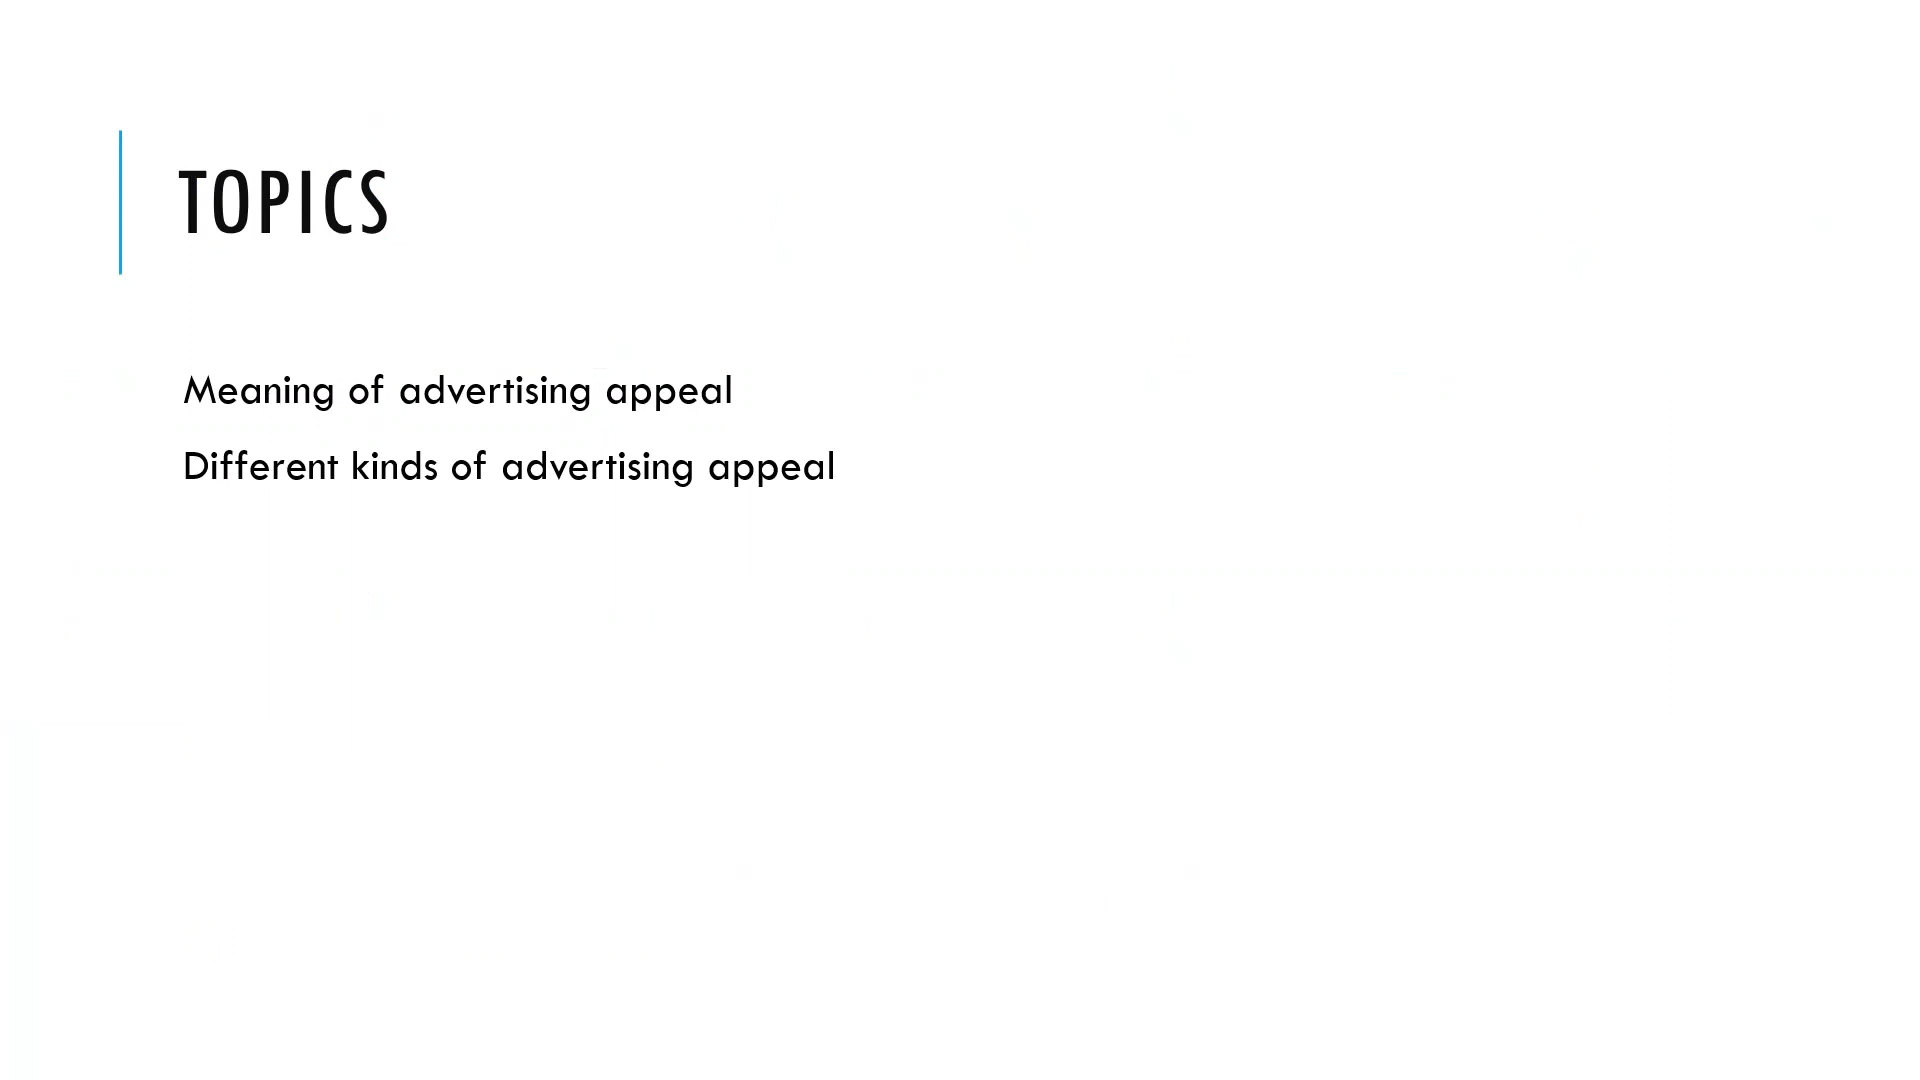 TOPICS
Meaning of advertising appeal
Different kinds of advertising appeal